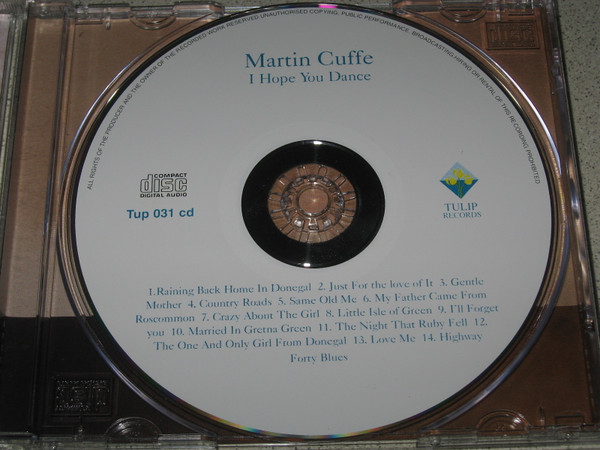 ALL RIGHTS OF THE PRODUCER AND THE OWNER OF THE RECORDED WORK RESERVED UNAUTHORISED COPYING, PUBLIC PERFORMANCE, BROADCASTING HIRING OR RENTAL OF THIS RECORDING PROHIBITED
Martin Cuffe
I Hope You Dance
COMPACT
disc
DIGITAL AUDIO
Tup 031 cd
TULIP
RECORDS
1.Raining Back Home In Donegal 2. Just For the love of It 3. Gentle
Mother 4. Country Roads 5. Same Old Me 6. My Father Came From
Roscommon 7. Crazy About The Girl 8. Little Isle of Green 9. I'll Forget
you 10. Married In Gretna Green 11. The Night That Ruby Fell 12.
The One And Only Girl From Donegal 13. Love Me 14. Highway
Forty Blues